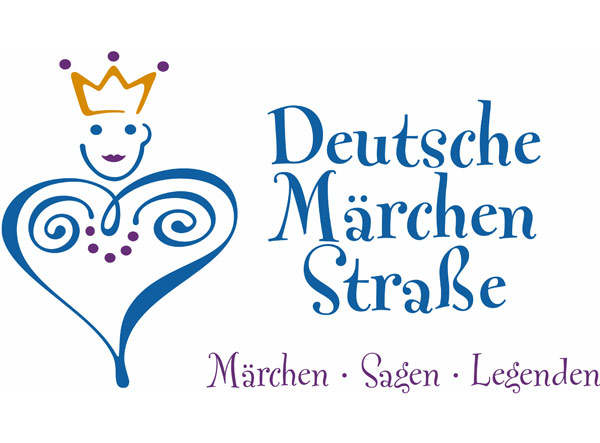 Deutsche
Märchen
Straße
Märchen · Sagen · Legenden